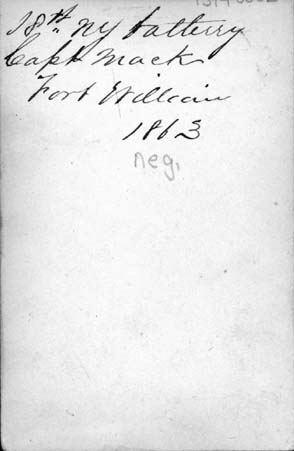 18th NY battery
Capt Mack
Fort William
1863
neg.